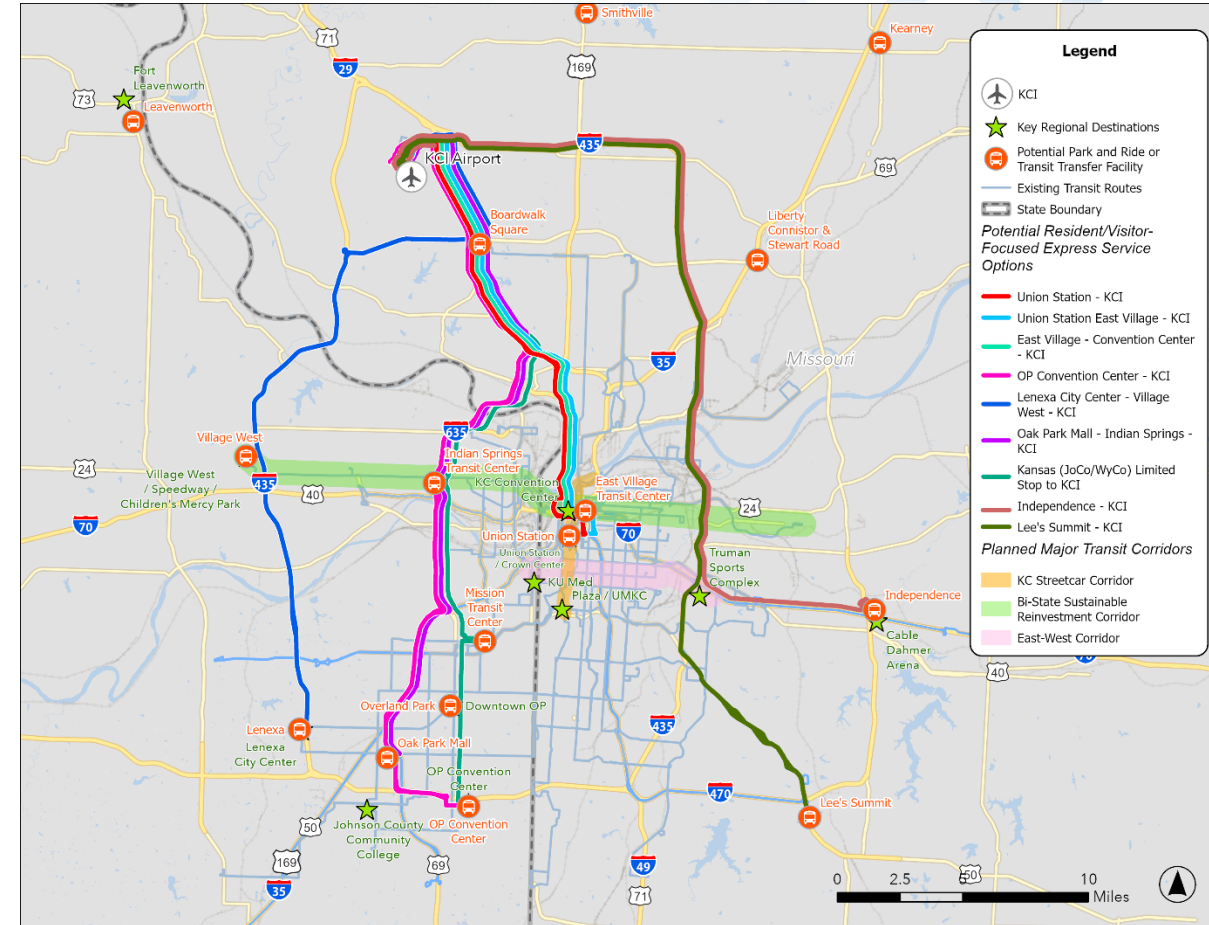 Smithville
Kearney
71
29
169
Fort
Leavenworth
73
Leavenworth
435
KCI Airport
69
Boardwalk
Square
Liberty
Connistor &
Stewart Road
35
Missouri
635
Village West
24
Village West
/ Speedway /
Children's Mercy Park
435
40
Indian Springs
Transit Center
KC Convention
Center
East Village
Transit Center
24
70
70
Union Station
Union Station
/ Crown Center
Truman
Sports
Complex
KU Med
Plaza / UMKC
Mission
Transit
Center
Independence
Cable
Dahmer
Arena
70
40
Overland Park
Downtown OP
Lenexa
Lenexa
City Center
Oak Park Mall
435
OP Convention
Center
470
Lee's Summit
50
Johnson County
Community
College
OP Convention
Center
169
69
35
49
71
50
0
2.5
5
10
Miles
Legend
KCI
Key Regional Destinations
Potential Park and Ride or
Transit Transfer Facility
Existing Transit Routes
State Boundary
Potential Resident/Visitor-
Focused Express Service
Options
Union Station - KCI
Union Station East Village - KCI
East Village - Convention Center
- KCI
OP Convention Center - KCI
Lenexa City Center - Village
West - KCI
Oak Park Mall - Indian Springs -
KCI
Kansas (JoCo/WyCo) Limited
Stop to KCI
Independence - KCI
Lee's Summit - KCI
Planned Major Transit Corridors
KC Streetcar Corridor
Bi-State Sustainable
Reinvestment Corridor
East-West Corridor